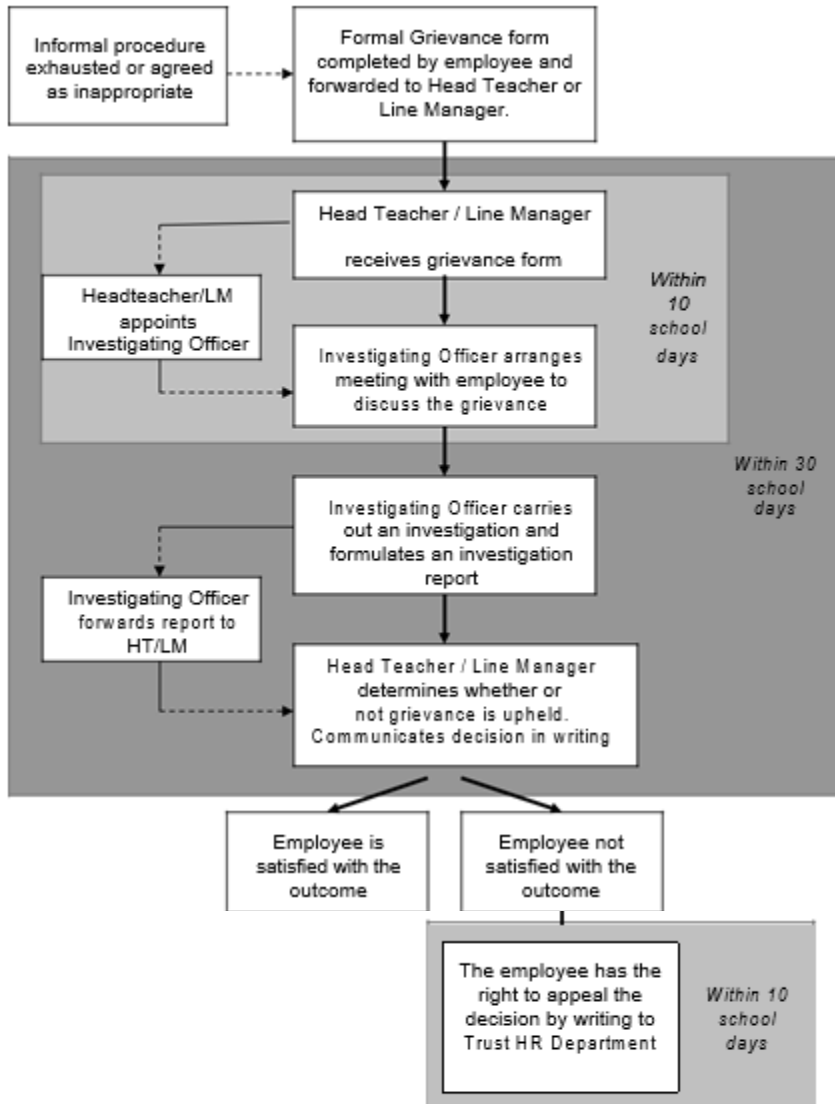 Informal procedure
exhausted or agreed
as inappropriate
Formal Grievance form
completed by employee and
forwarded to Head Teacher or
Line Manager.
Head Teacher / Line Manager
receives grievance form
Within
10
school
days
Headteacher/LM
appoints
Investigating Officer
Investigating Officer arranges
meeting with employee to
discuss the grievance
Within 30
school
days
Investigating Officer carries
out an investigation and
formulates an investigation
report
Investigating Officer
forwards report to
HT/LM
Head Teacher / Line Manager
determines whether or
not grievance is upheld.
Communicates decision in writing
Employee is
satisfied with the
outcome
Employee not
satisfied with the
outcome
The employee has the
right to appeal the
decision by writing to
Trust HR Department
Within 10
school
days